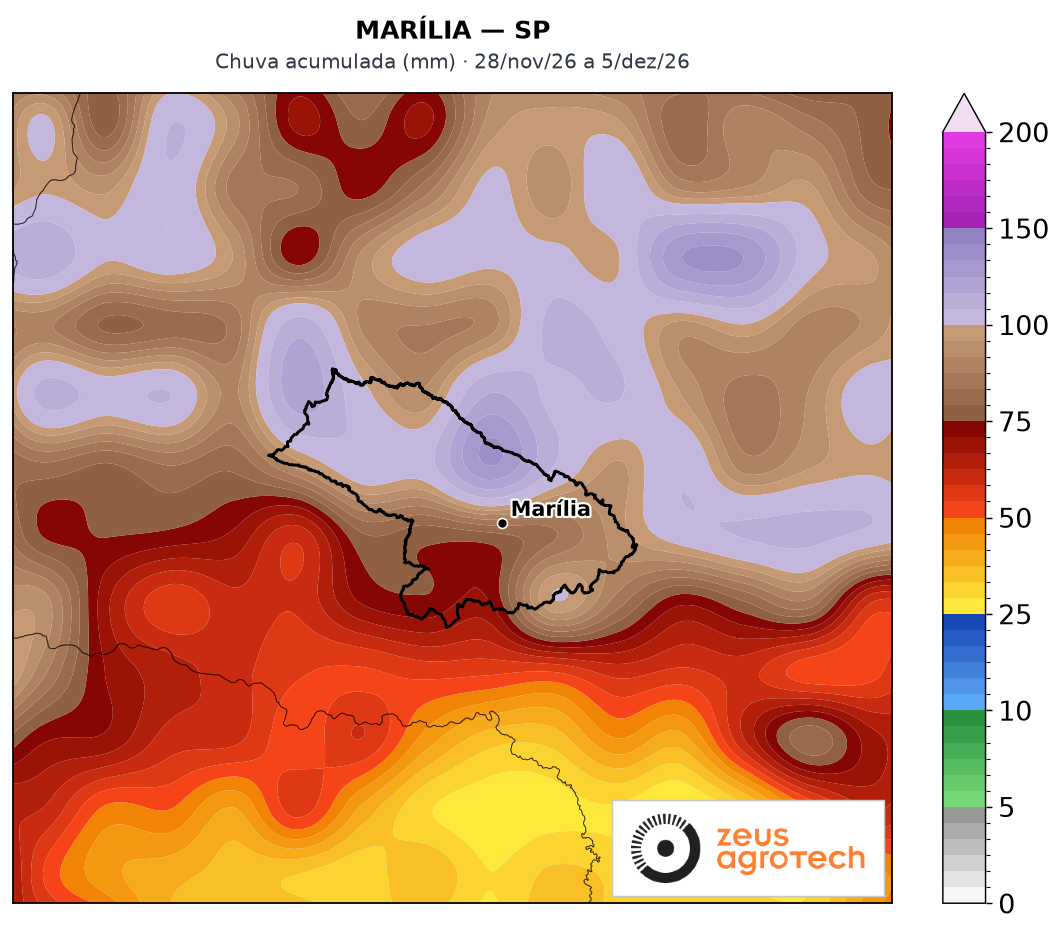 MARÍLIA — SP
Chuva acumulada (mm) · 28/nov/26 a 5/dez/26
Marília
200
150
100
75
50
25
10
5
0
zeus
agrotech